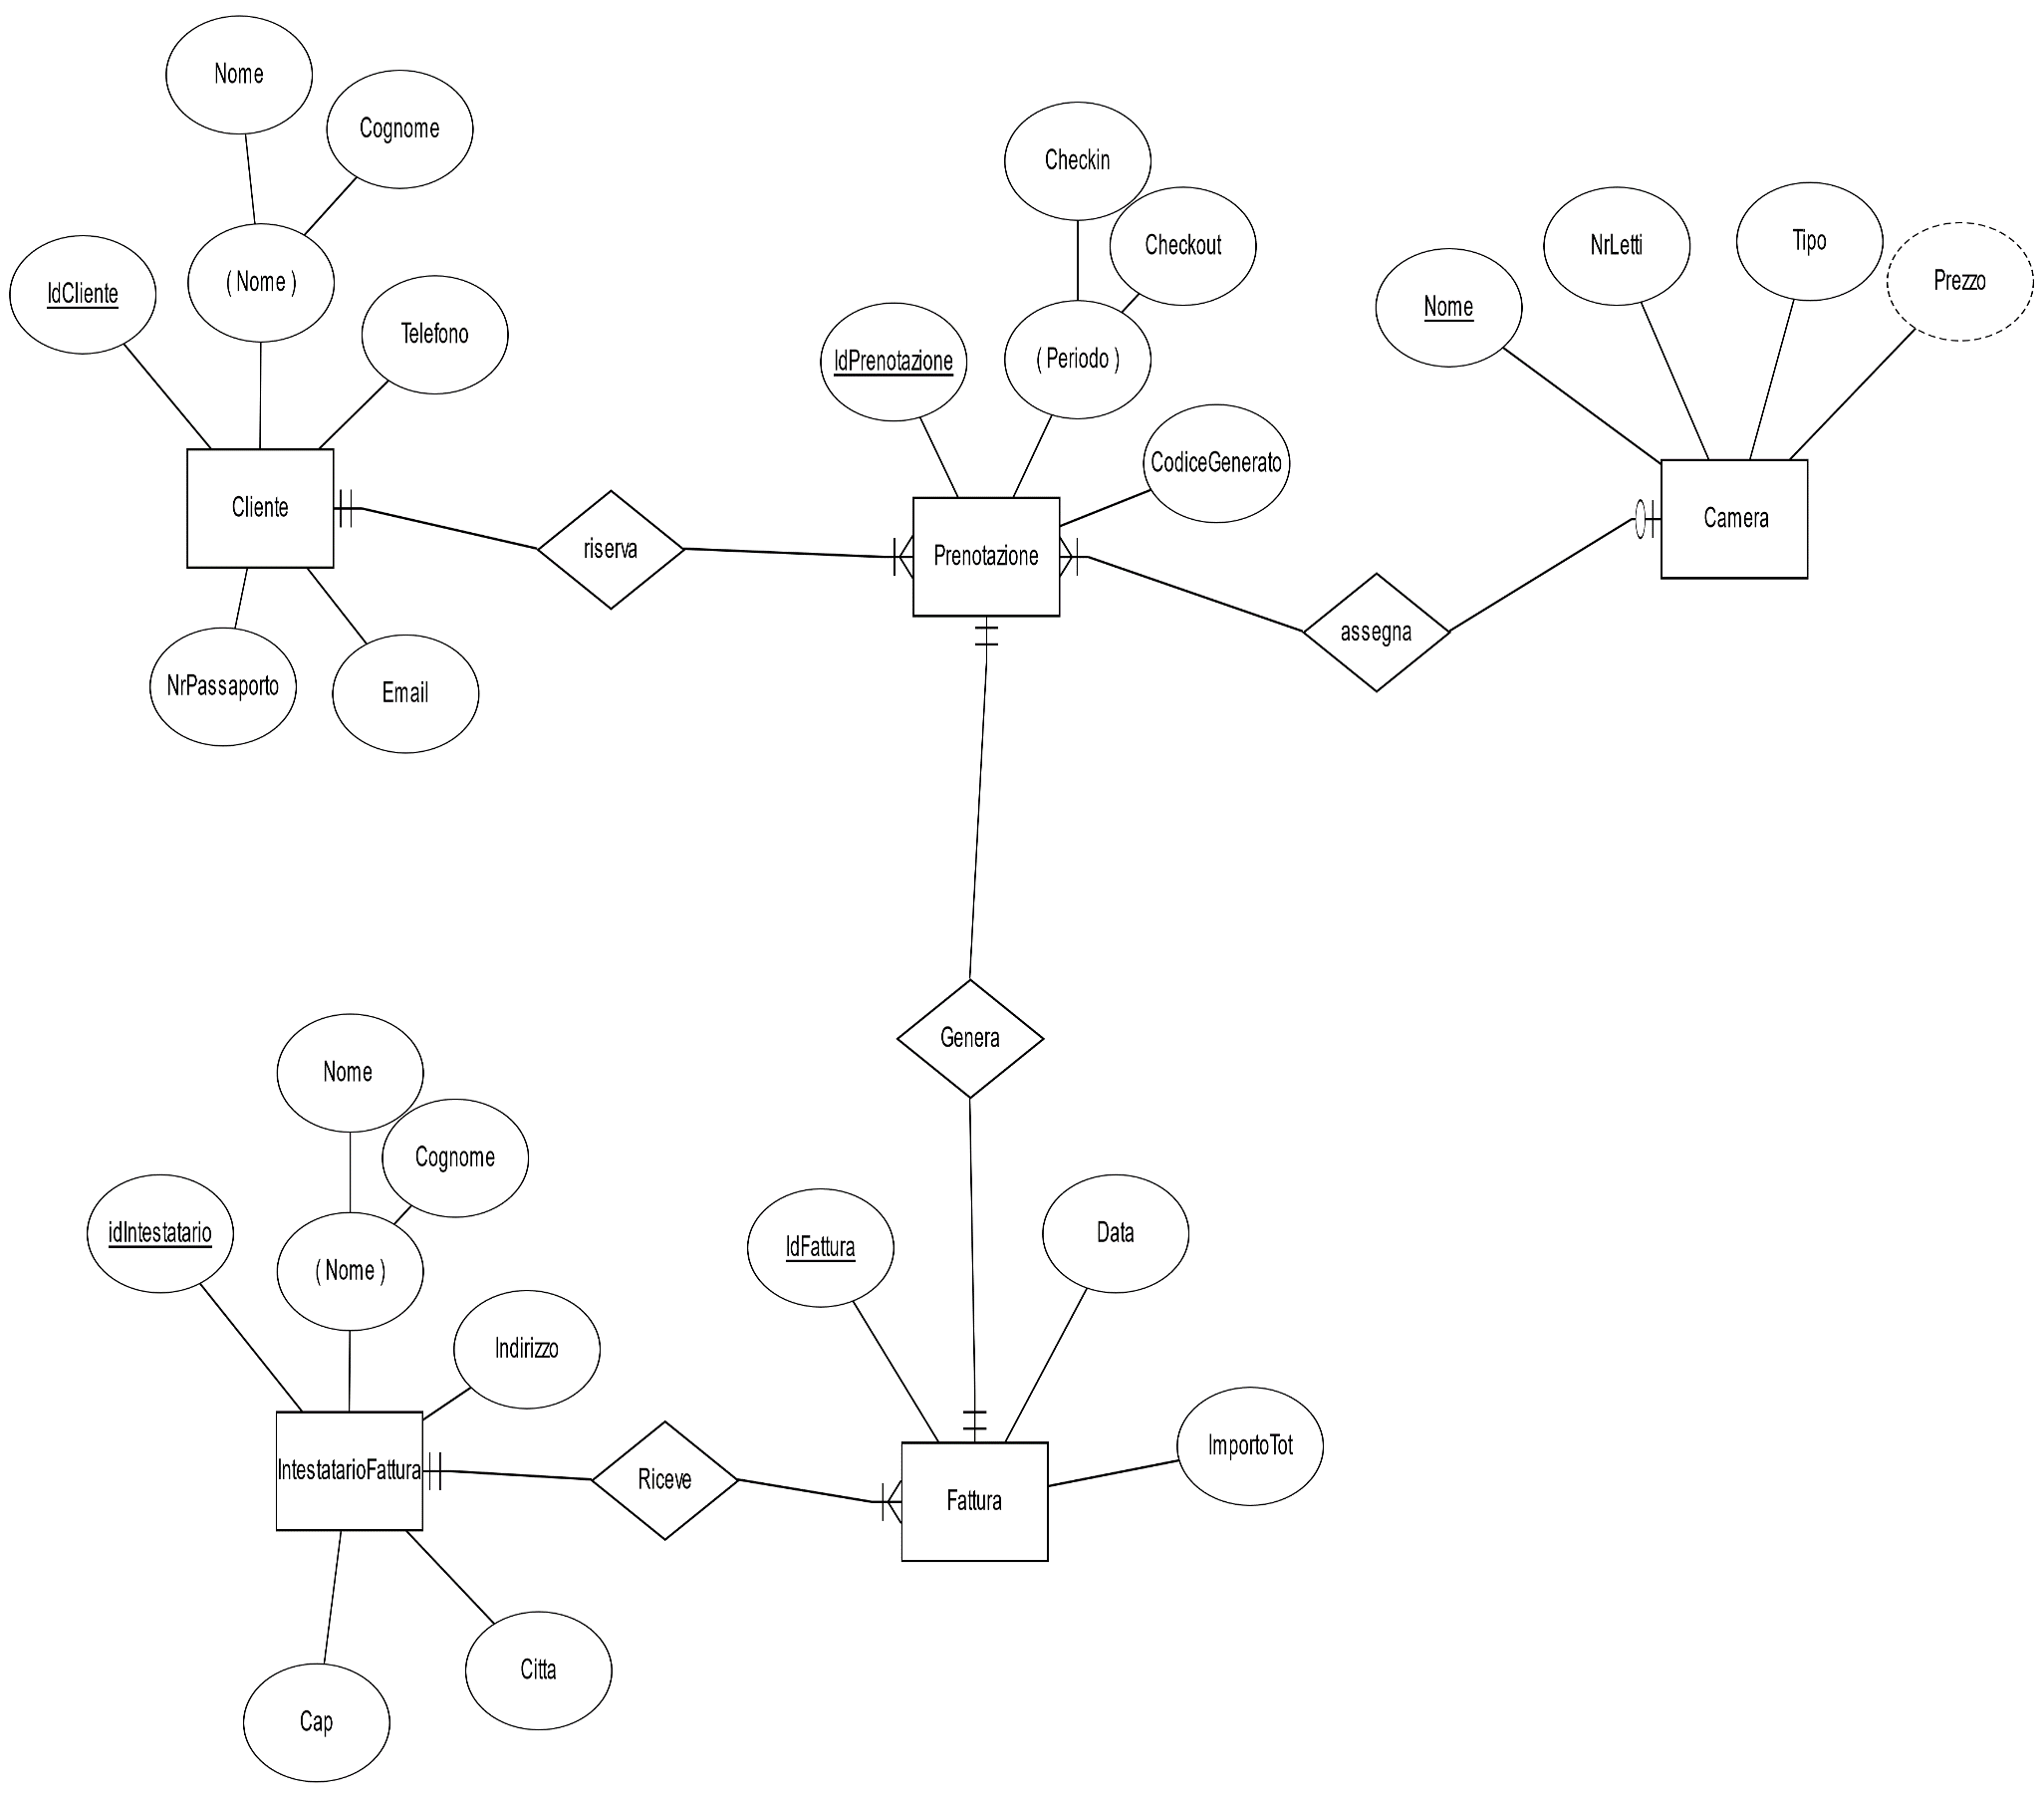 Nome
Cognome
( Nome )
IdCliente
Telefono
Cliente
NrPassaporto
Email
riserva
Checkin
Checkout
( Periodo )
IdPrenotazione
CodiceGenerato
Prenotazione
assegna
Nome
NrLetti
Tipo
Prezzo
Camera
Genera
Nome
Cognome
( Nome )
idIntestatario
Indirizzo
IntestatarioFattura
Cap
Citta
Riceve
IdFattura
Data
ImportoTot
Fattura